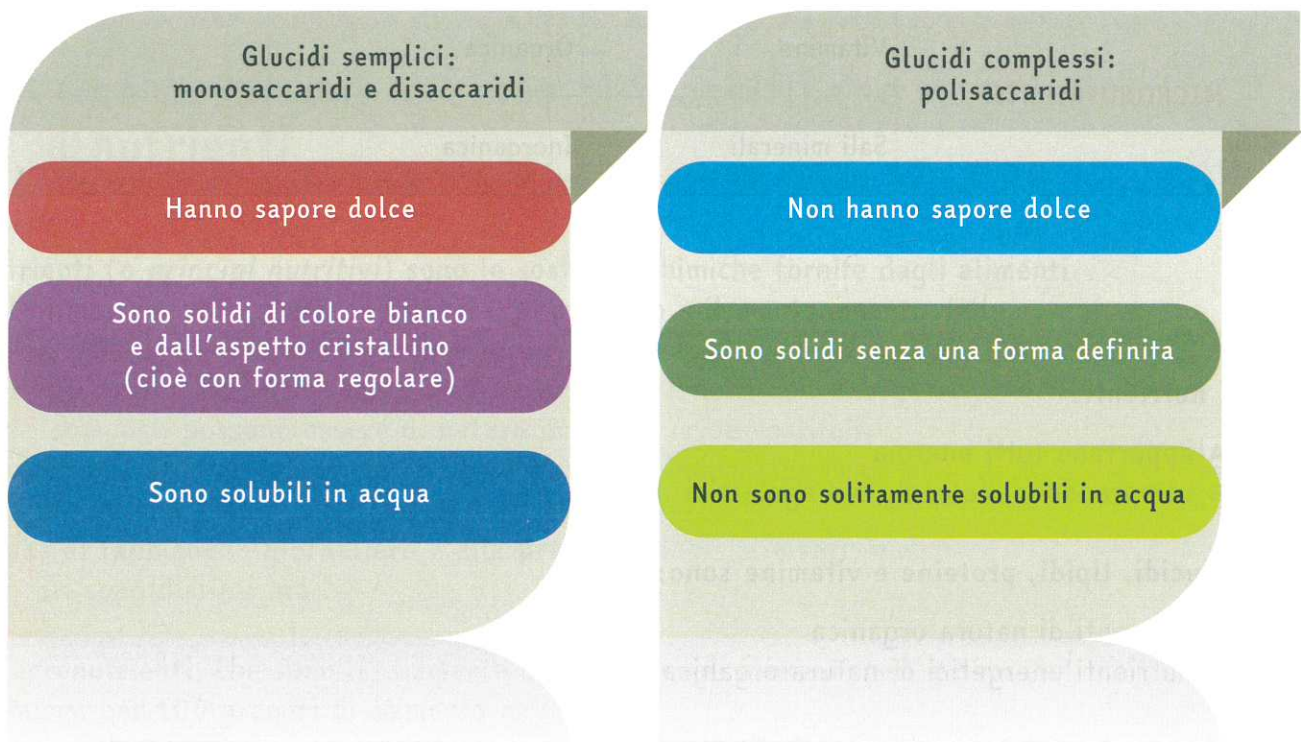 Glucidi semplici:
monosaccaridi e disaccaridi
Hanno sapore dolce
Sono solidi di colore bianco
e dall'aspetto cristallino
(cioè con forma regolare)
Sono solubili in acqua
Glucidi complessi:
polisaccaridi
Non hanno sapore dolce
Sono solidi senza una forma definita
Non sono solitamente solubili in acqua